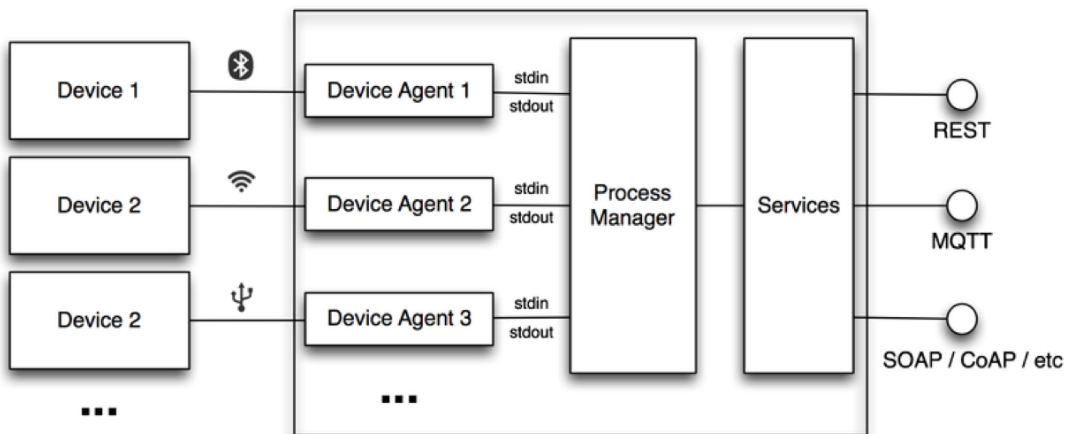 Device 1
Device Agent 1
stdin
stdout
REST
Device 2
Device Agent 2
stdin
stdout
Process
Manager
Services
MQTT
Device 2
Device Agent 3
stdin
stdout
SOAP / CoAP / etc
...
...